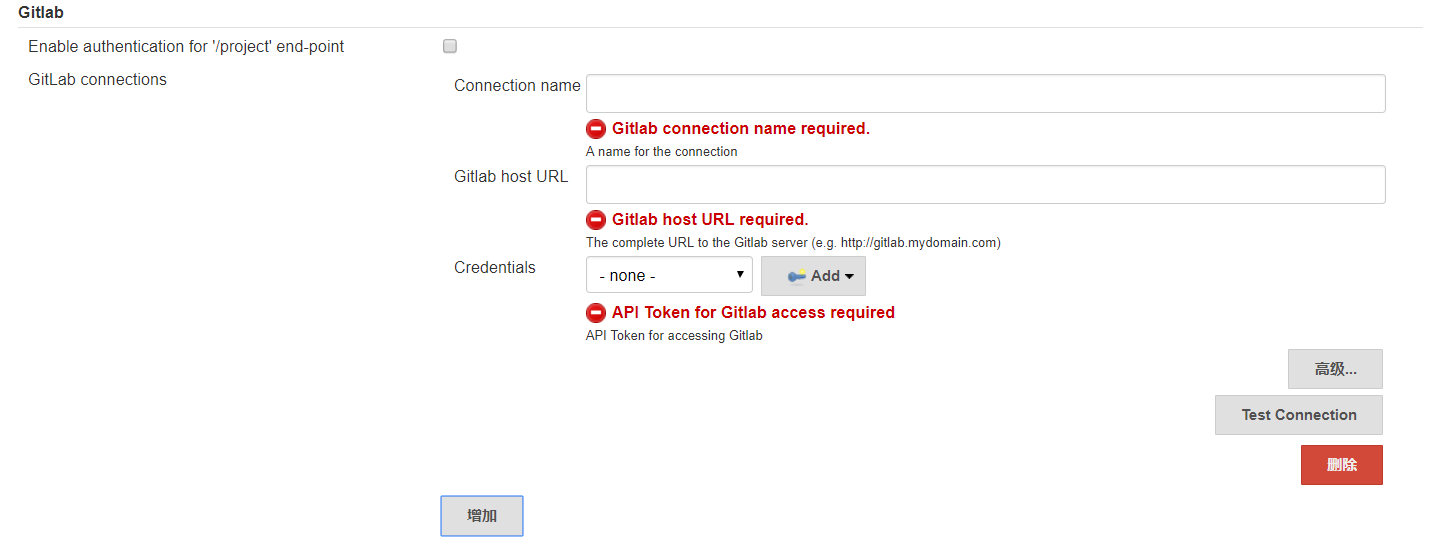 Gitlab
Enable authentication for '/project' end-point
GitLab connections
Connection name
Gitlab connection name required.
A name for the connection
Gitlab host URL
Gitlab host URL required.
The complete URL to the Gitlab server (e.g. http://gitlab.mydomain.com)
Credentials
- none -
Add
API Token for Gitlab access required
API Token for accessing Gitlab
高级...
Test Connection
删除
增加